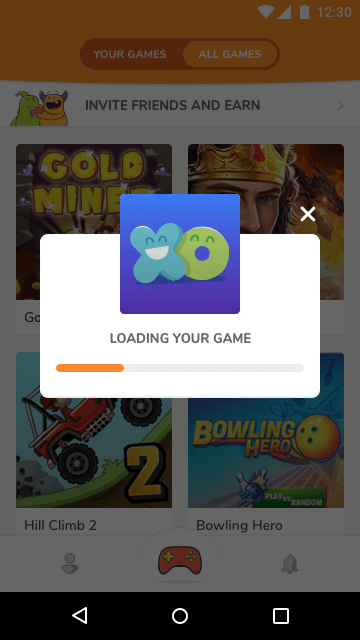 12:30
YOUR GAMES
ALL GAMES
INVITE FRIENDS AND EARN
GOLD
MINER
XO
LOADING YOUR GAME
Go
2
BOWLING
HERO
PLAY VS RANDOM
Hill Climb 2
Bowling Hero